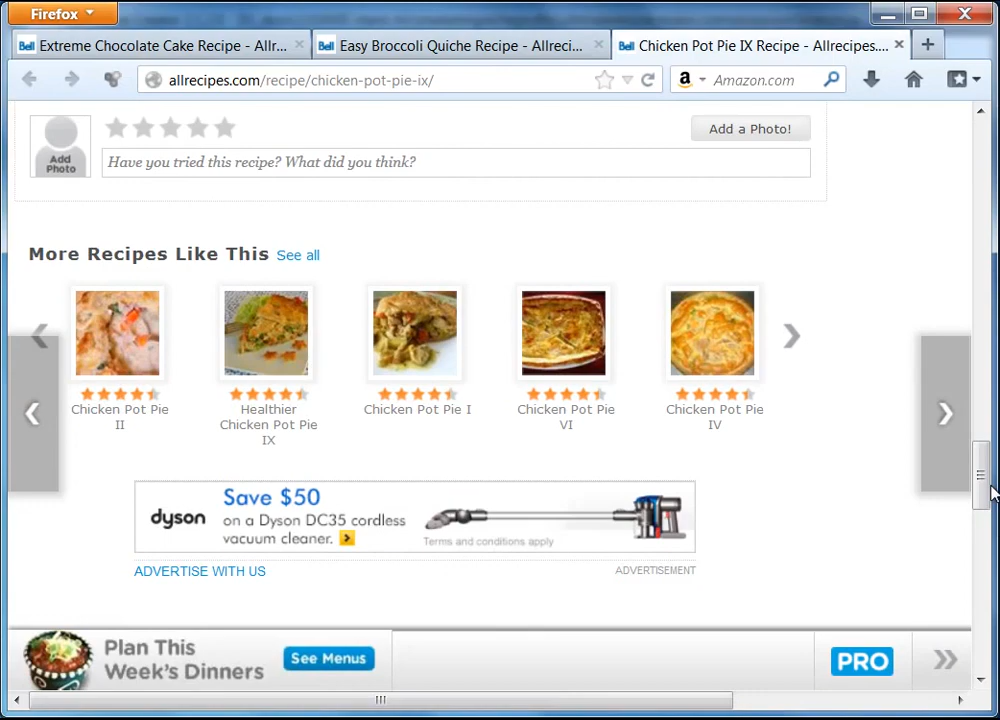 Firefox
Bell Extreme Chocolate Cake Recipe - Allr...
Bell Easy Broccoli Quiche Recipe - Allreci...
Bell Chicken Pot Pie IX Recipe - Allrecipes....
allrecipes.com/recipe/chicken-pot-pie-ix/
a Amazon.com
Add
Photo
Add a Photo!
Have you tried this recipe? What did you think?
More Recipes Like This See all
Chicken Pot Pie
II
Healthier
Chicken Pot Pie
IX
Chicken Pot Pie I
Chicken Pot Pie
VI
Chicken Pot Pie
IV
dyson
Save $50
on a Dyson DC35 cordless
vacuum cleaner.
Terms and conditions apply
ADVERTISE WITH US
ADVERTISEMENT
Plan This
Week's Dinners
See Menus
PRO